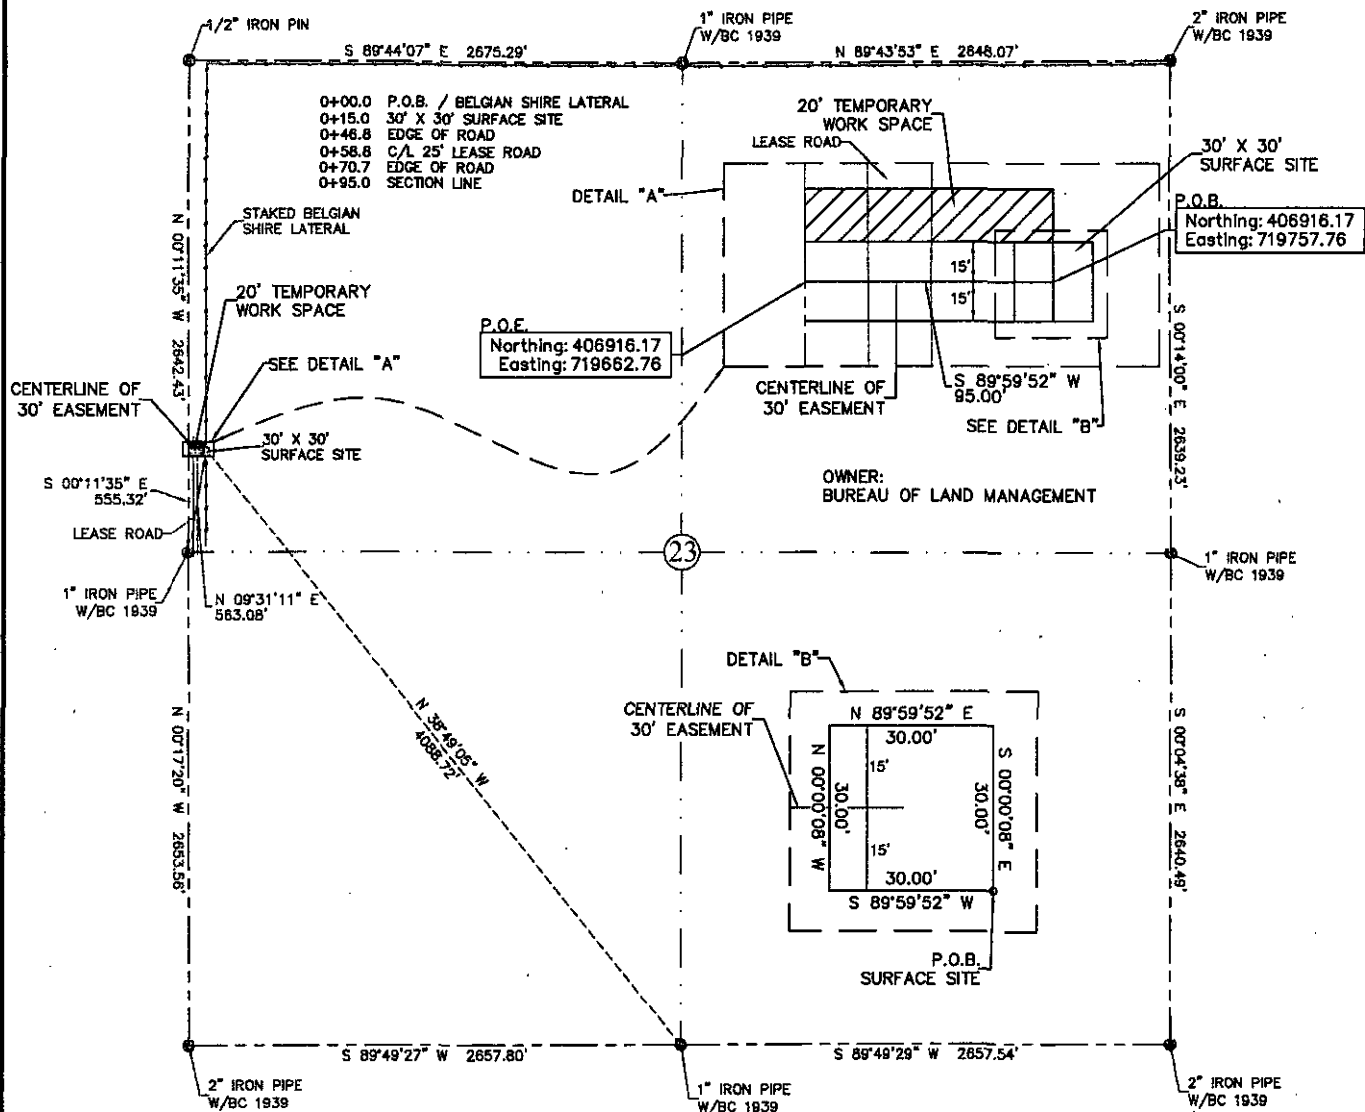 1/2" IRON PIN
1" IRON PIPE
W/BC 1939
2" IRON PIPE
W/BC 1939
S 89°44'07" E 2675.29'
N 89°43'53" E 2648.07'
0+00.0 P.O.B. / BELGIAN SHIRE LATERAL
0+15.0 30' X 30' SURFACE SITE
0+46.8 EDGE OF ROAD
0+58.8 C/L 25' LEASE ROAD
0+70.7 EDGE OF ROAD
0+95.0 SECTION LINE
20' TEMPORARY
WORK SPACE
LEASE ROAD
30' X 30'
SURFACE SITE
DETAIL "A"
P.O.B.
Northing: 406916.17
Easting: 719757.76
STAKED BELGIAN
SHIRE LATERAL
N 00°11'35" W 2642.43'
15'
15'
20' TEMPORARY
WORK SPACE
P.O.E.
Northing: 406916.17
Easting: 719662.76
S 00°14'00" E 2639.23'
SEE DETAIL "A"
CENTERLINE OF
30' EASEMENT
CENTERLINE OF
30' EASEMENT
S 89°59'52" W
95.00'
SEE DETAIL "B"
30' X 30'
SURFACE SITE
S 00°11'35" E
555.32'
OWNER:
BUREAU OF LAND MANAGEMENT
LEASE ROAD
23
1" IRON PIPE
W/BC 1939
1" IRON PIPE
W/BC 1939
N 09°31'11" E
563.08'
DETAIL "B"
CENTERLINE OF
30' EASEMENT
N 89°59'52" E
30.00'
N 38°49'05" W
4088.72'
N 00°17'20" W 2653.56'
N 00°00'08" W
30.00'
15'
15'
S 00°00'08" E
30.00'
S 00°04'38" E 2640.49'
30.00'
S 89°59'52" W
P.O.B.
SURFACE SITE
S 89°49'27" W 2657.80'
S 89°49'29" W 2657.54'
2" IRON PIPE
W/BC 1939
1" IRON PIPE
W/BC 1939
2" IRON PIPE
W/BC 1939